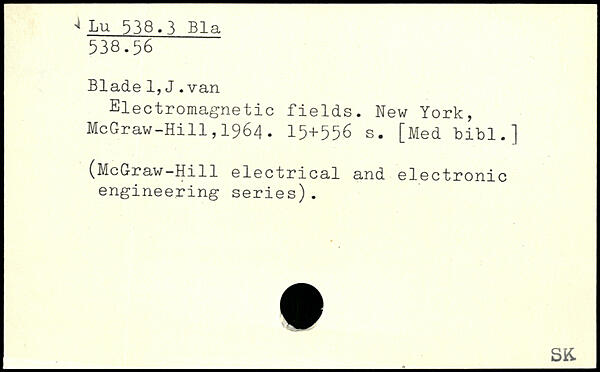 Lu 538.3 Bla
538.56
Bladel,J.van
Electromagnetic fields. New York,
McGraw-Hill,1964. 15+556 s. [Med bibl.]
(McGraw-Hill electrical and electronic
engineering series).
SK